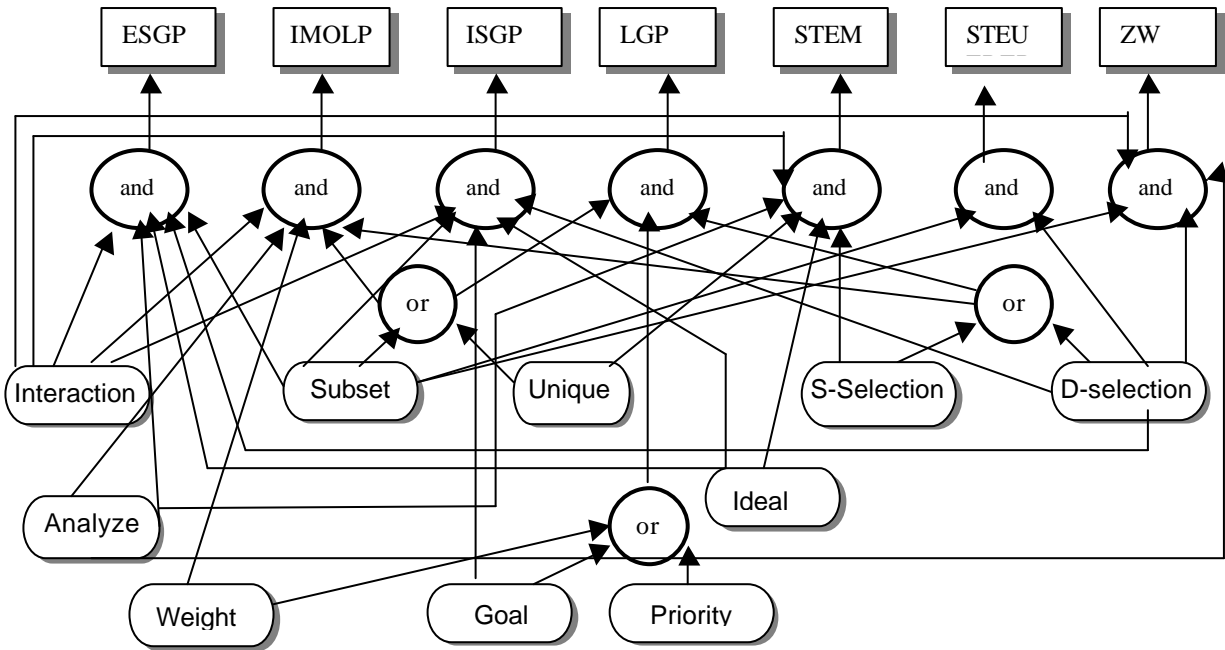 ESGP
IMOLP
ISGP
LGP
STEM
STEU
ZW
and
and
and
and
and
and
and
or
or
Interaction
Subset
Unique
S-Selection
D-selection
Analyze
or
Ideal
Weight
Goal
Priority